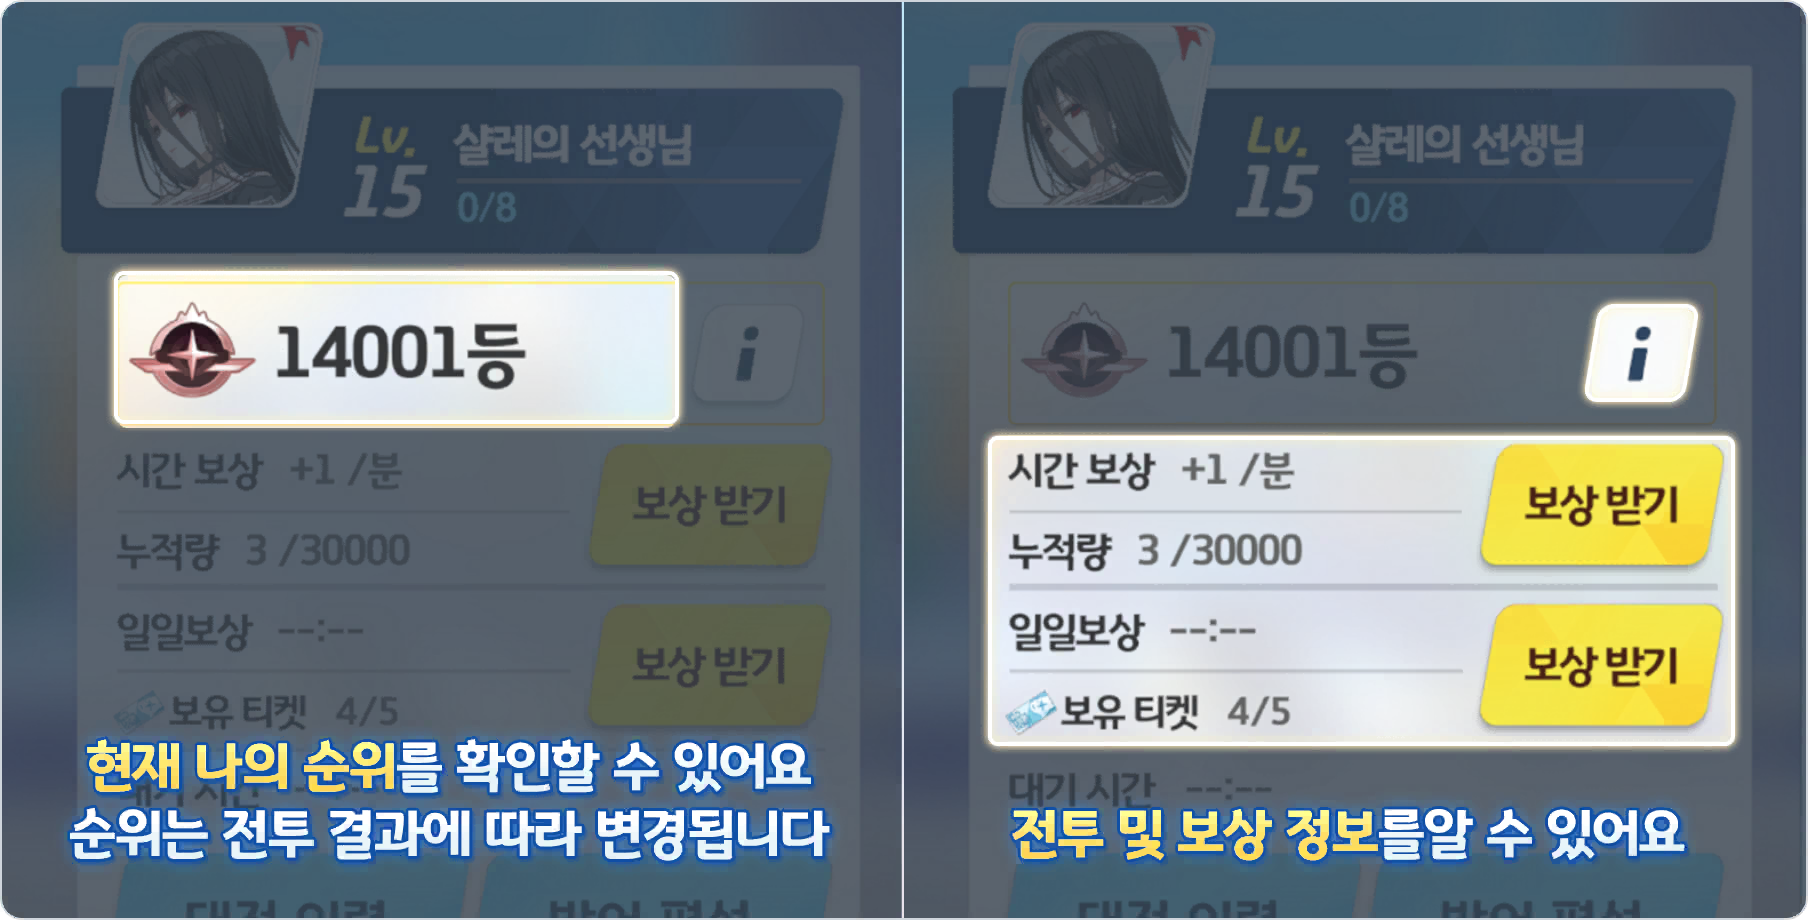 Lv.
15
샬레의 선생님
0/8
14001등
i
시간 보상 +1 /분
보상 받기
누적량 3 /30000
일일보상 --:--
보상 받기
보유 티켓 4/5
대기 시간 --:--
현재 나의 순위를 확인할 수 있어요
순위는 전투 결과에 따라 변경됩니다
Lv.
15
샬레의 선생님
0/8
14001등
i
시간 보상 +1 /분
보상 받기
누적량 3 /30000
일일보상 --:--
보상 받기
보유 티켓 4/5
대기 시간 --:--
전투 및 보상 정보를알 수 있어요